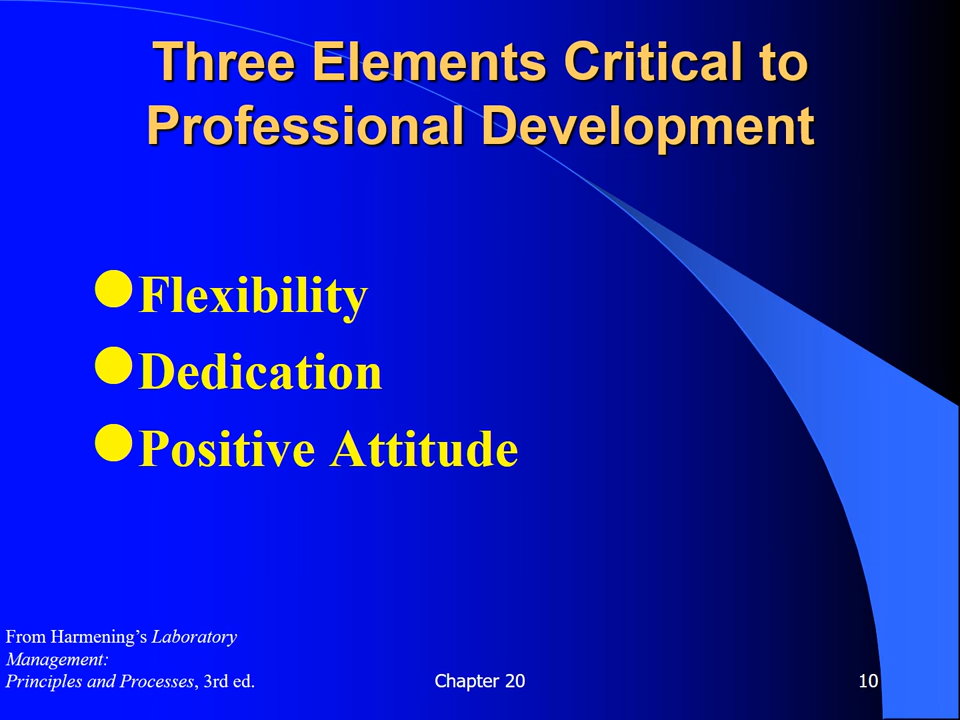 Three Elements Critical to
Professional Development
Flexibility
Dedication
Positive Attitude
From Harmening’s Laboratory
Management:
Principles and Processes, 3rd ed.
Chapter 20
10